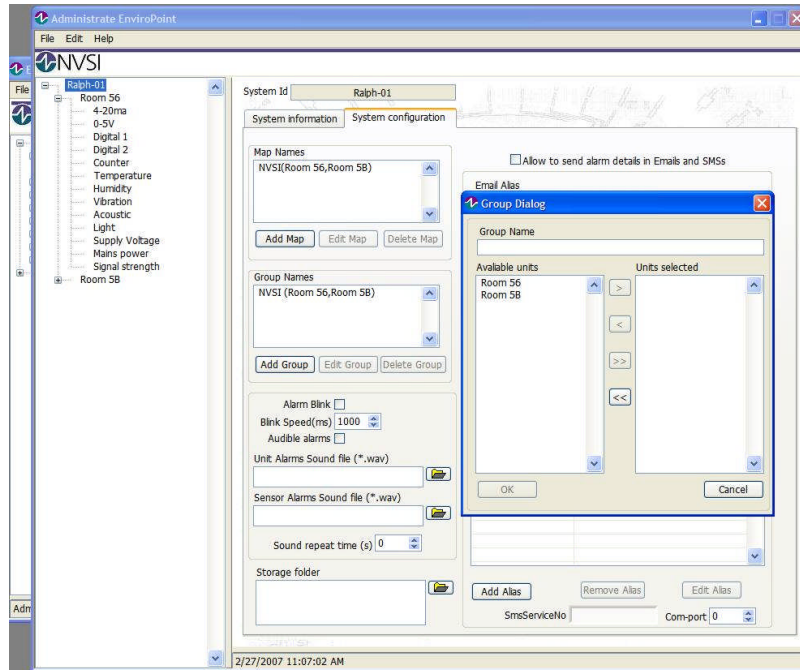 Administrate EnviroPoint
File Edit Help
NVSI
File
Ralph-01
Room 56
4-20ma
0-5V
Digital 1
Digital 2
Counter
Temperature
Humidity
Vibration
Acoustic
Light
Supply Voltage
Mains power
Signal strength
Room 5B
Adm
System Id Ralph-01
System information System configuration
Map Names
NVSI(Room 56,Room 5B)
Add Map Edit Map Delete Map
Group Names
NVSI (Room 56,Room 5B)
Add Group Edit Group Delete Group
Alarm Blink
Blink Speed(ms) 1000
Audible alarms
Unit Alarms Sound file (*.wav)
Sensor Alarms Sound file (*.wav)
Sound repeat time (s) 0
Storage folder
Allow to send alarm details in Emails and SMSs
Email Alias
Group Dialog
Group Name
Avaliable units Units selected
Room 56
Room 5B
>
<
>>
<<
OK Cancel
Add Alias Remove Alias Edit Alias
SmsServiceNo Com-port 0
2/27/2007 11:07:02 AM